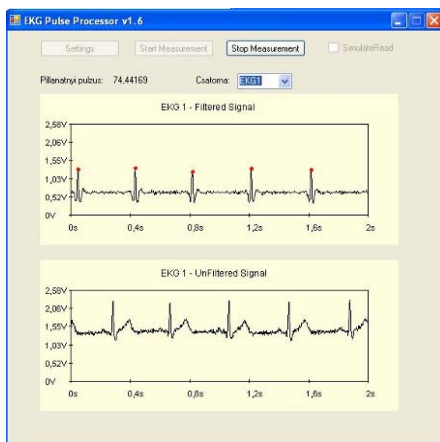 EKG Pulse Processor v1.6
Settings Start Measurement Stop Measurement SimulateRead
Pillanatnyi pulzus: 74,44169 Csatorna: EKG1
EKG 1 - Filtered Signal
2,58V
2,06V
1,55V
1,03V
0,52V
0V
0s 0,4s 0,8s 1,2s 1,6s 2s
EKG 1 - UnFiltered Signal
2,58V
2,06V
1,55V
1,03V
0,52V
0V
0s 0,4s 0,8s 1,2s 1,6s 2s